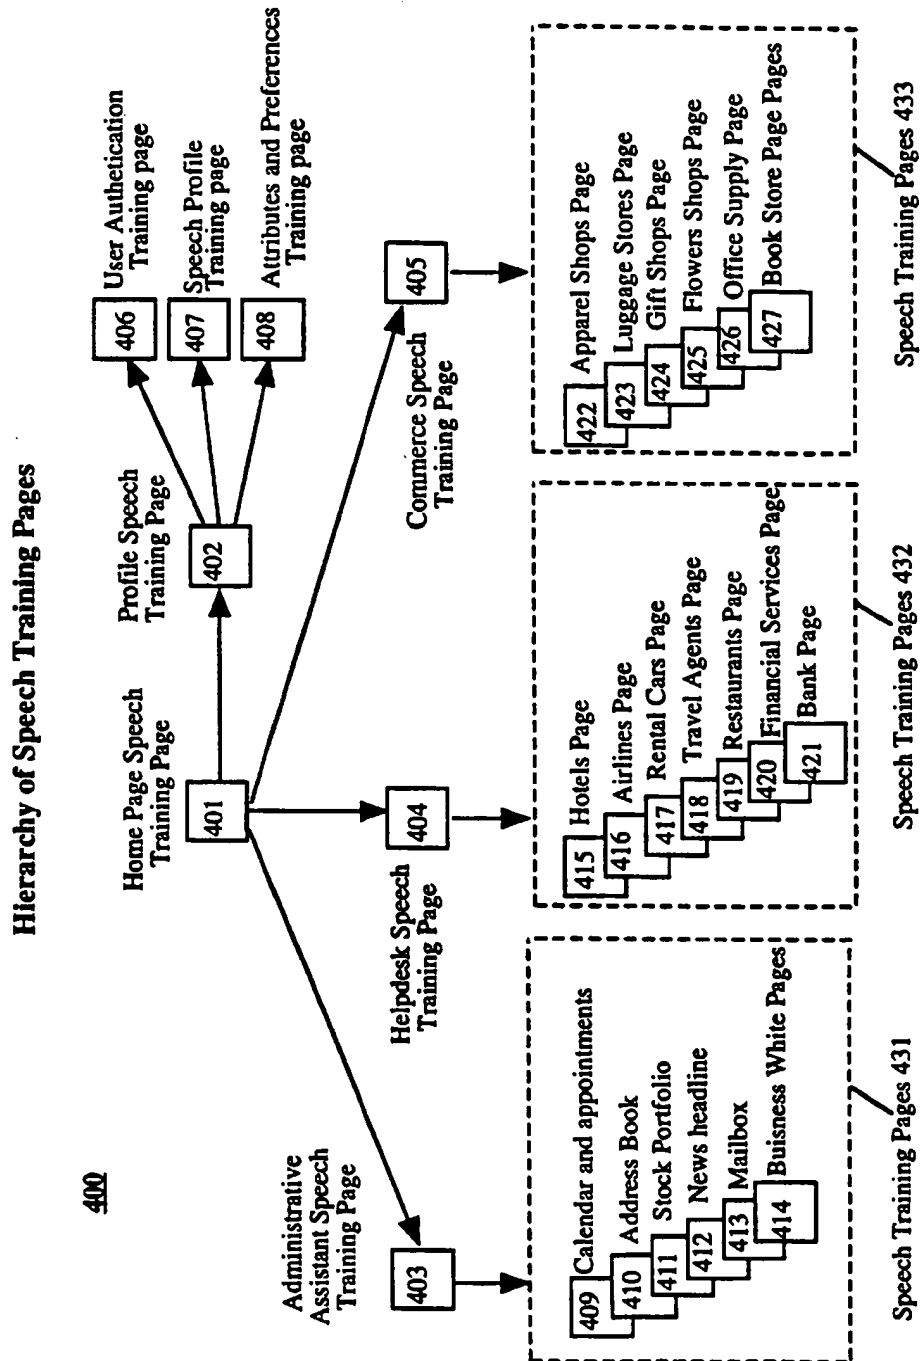 Hierarchy of Speech Training Pages
400
Home Page Speech
Training Page
401
Profile Speech
Training Page
402
406
User Authetication
Training page
407
Speech Profile
Training page
408
Attributes and Preferences
Training page
Administrative
Assistant Speech
Training Page
403
Helpdesk Speech
Training Page
404
Commerce Speech
Training Page
405
409 Calendar and appointments
410 Address Book
411 Stock Portfolio
412 News headline
413 Mailbox
414 Buisness White Pages
Speech Training Pages 431
415 Hotels Page
416 Airlines Page
417 Rental Cars Page
418 Travel Agents Page
419 Restaurants Page
420 Financial Services Page
421 Bank Page
Speech Training Pages 432
422 Apparel Shops Page
423 Luggage Stores Page
424 Gift Shops Page
425 Flowers Shops Page
426 Office Supply Page
427 Book Store Page Pages
Speech Training Pages 433